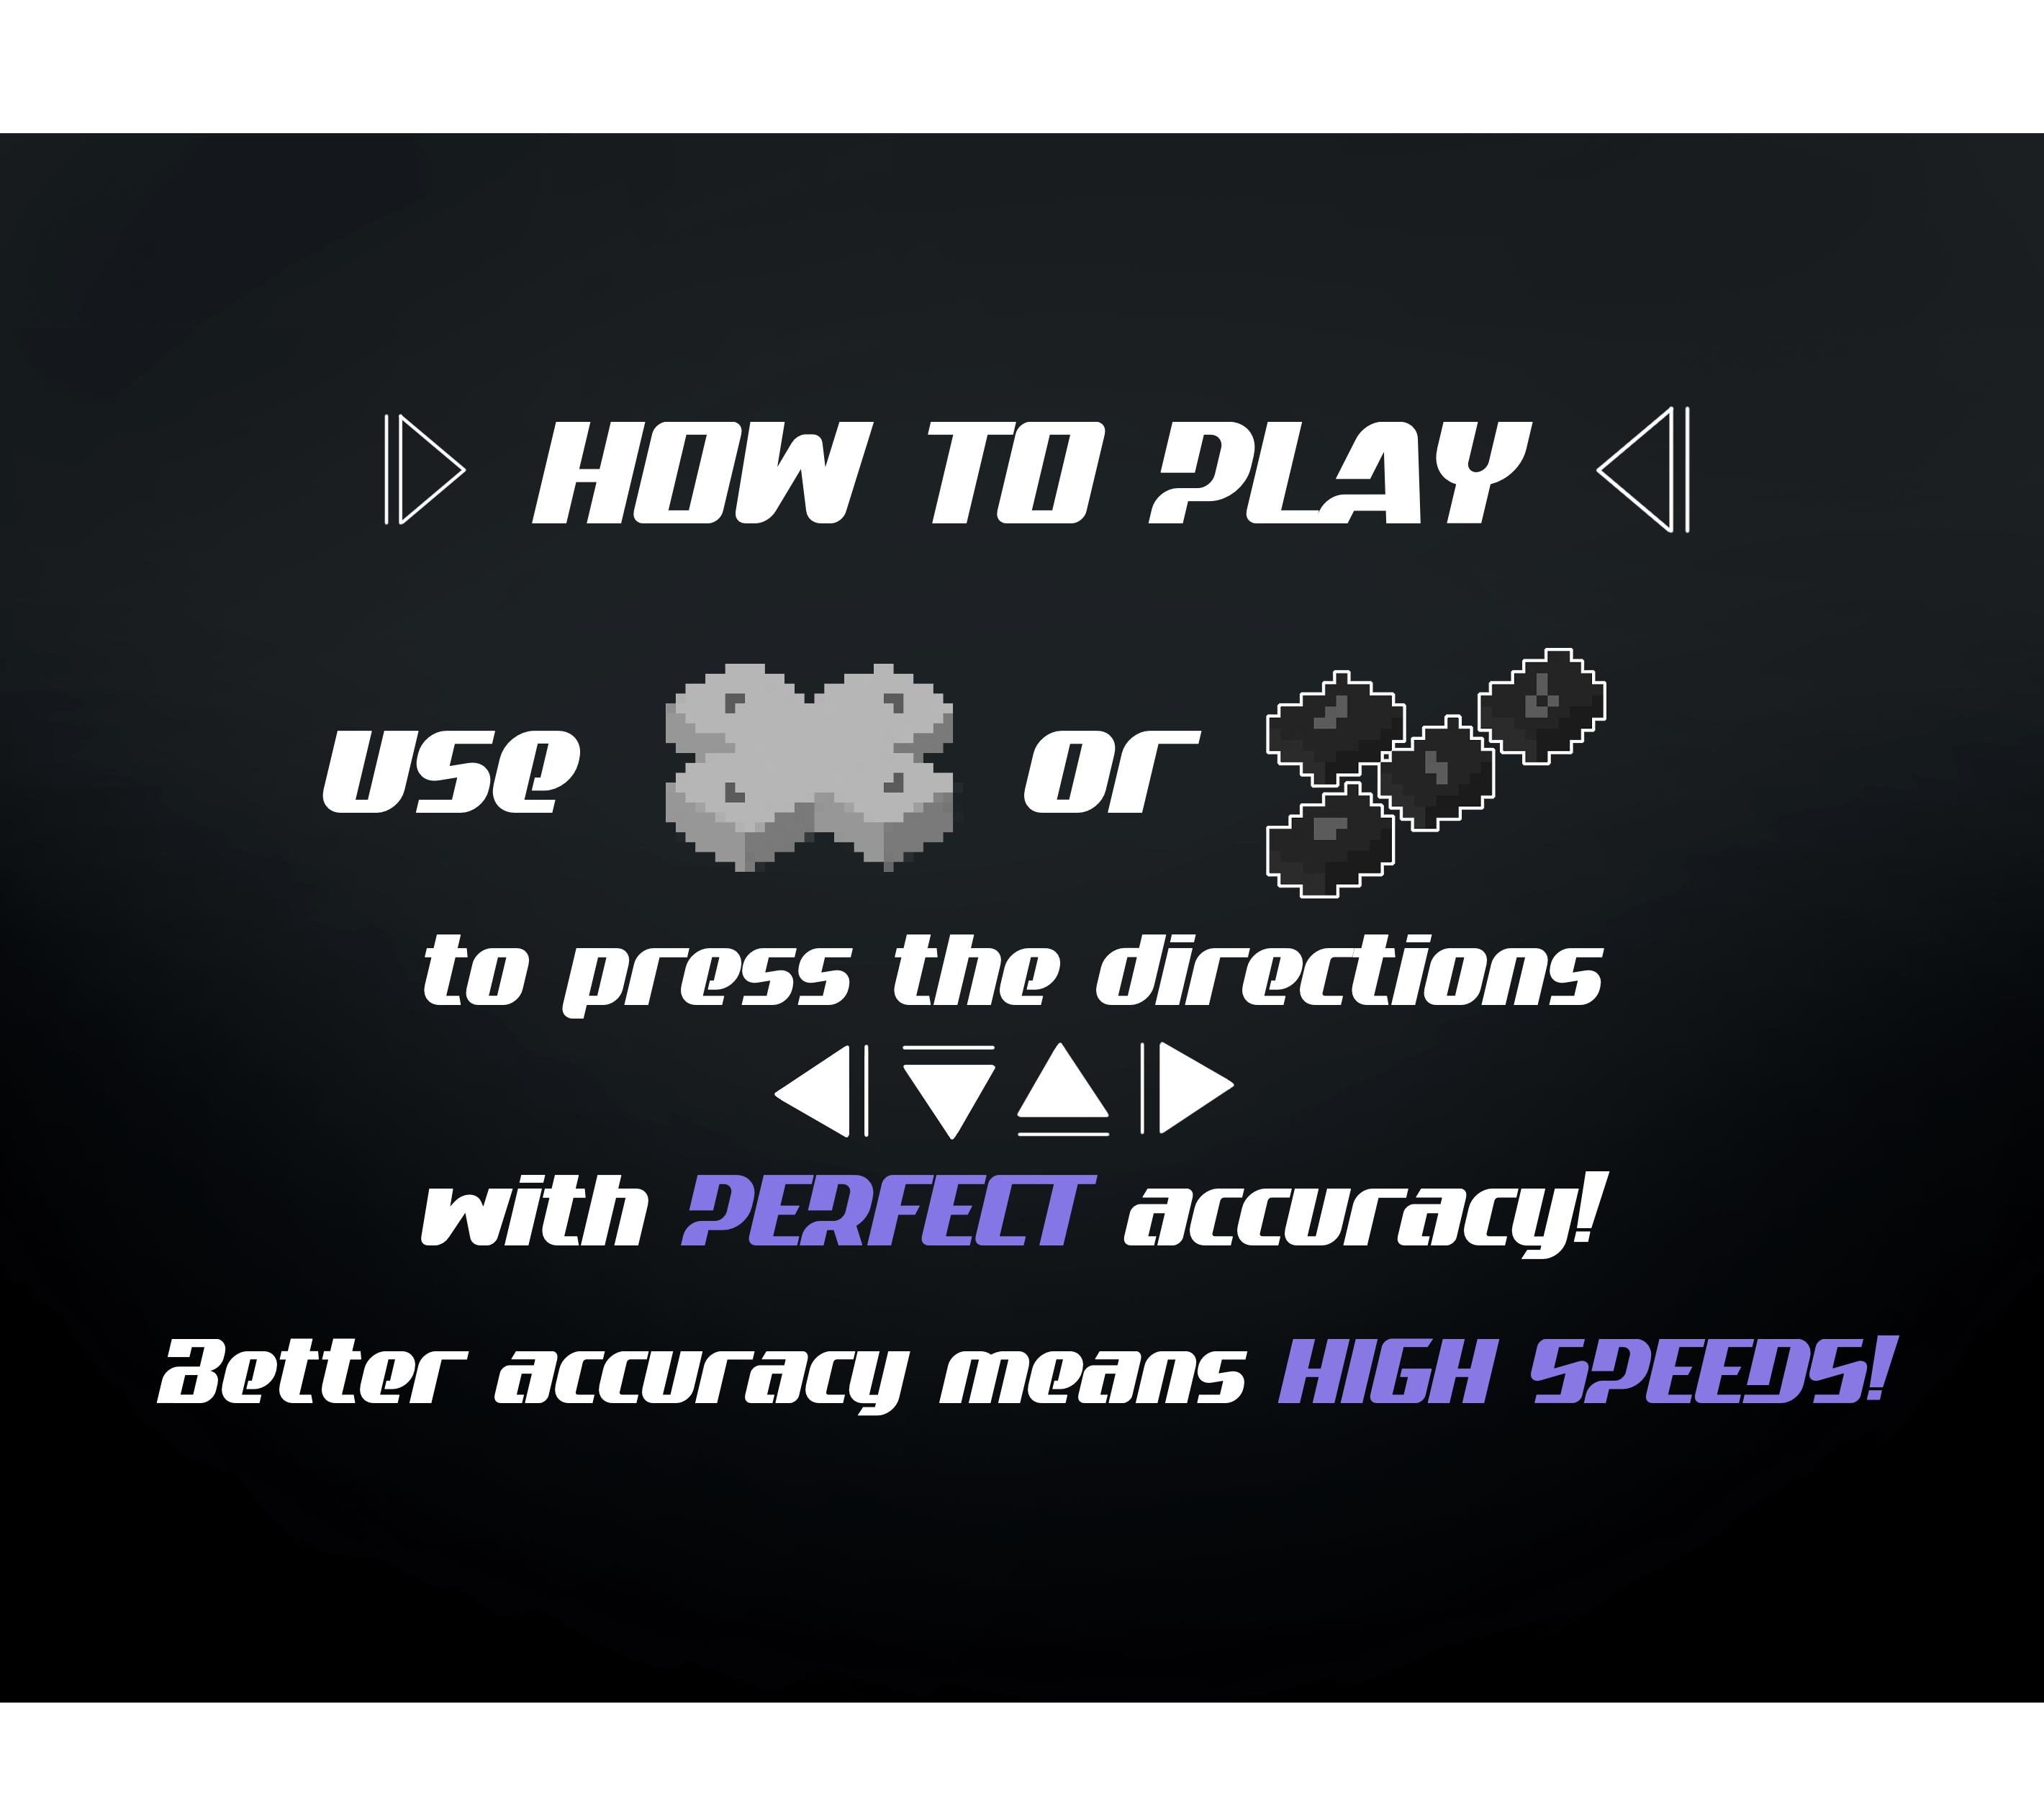 HOW TO PLAY
use or
to press the directions
with PERFECT accuracy!
Better accuracy means HIGH SPEEDS!